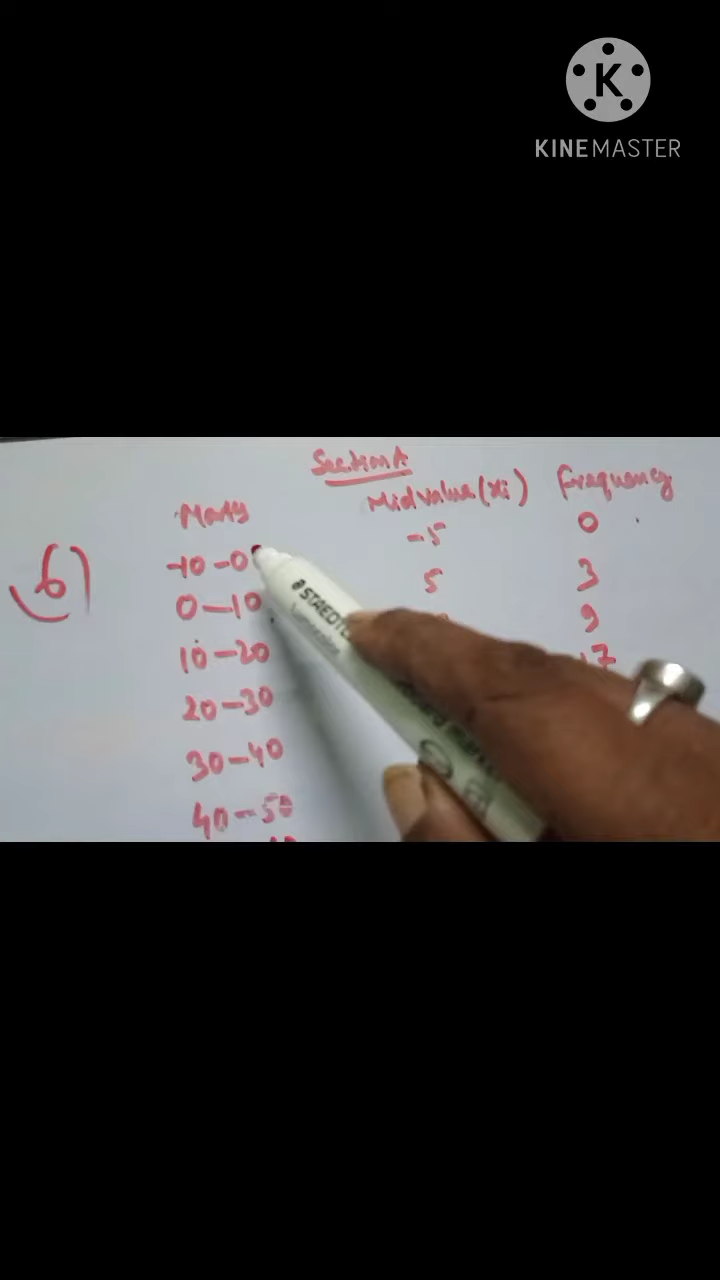 K
KINEMASTER
Section A
Marks Mid value (xi) Frequency
6)
-10-0 -5 0
0-10 5 3
10-20 9
20-30 17
30-40
40-50
STAEDTLER